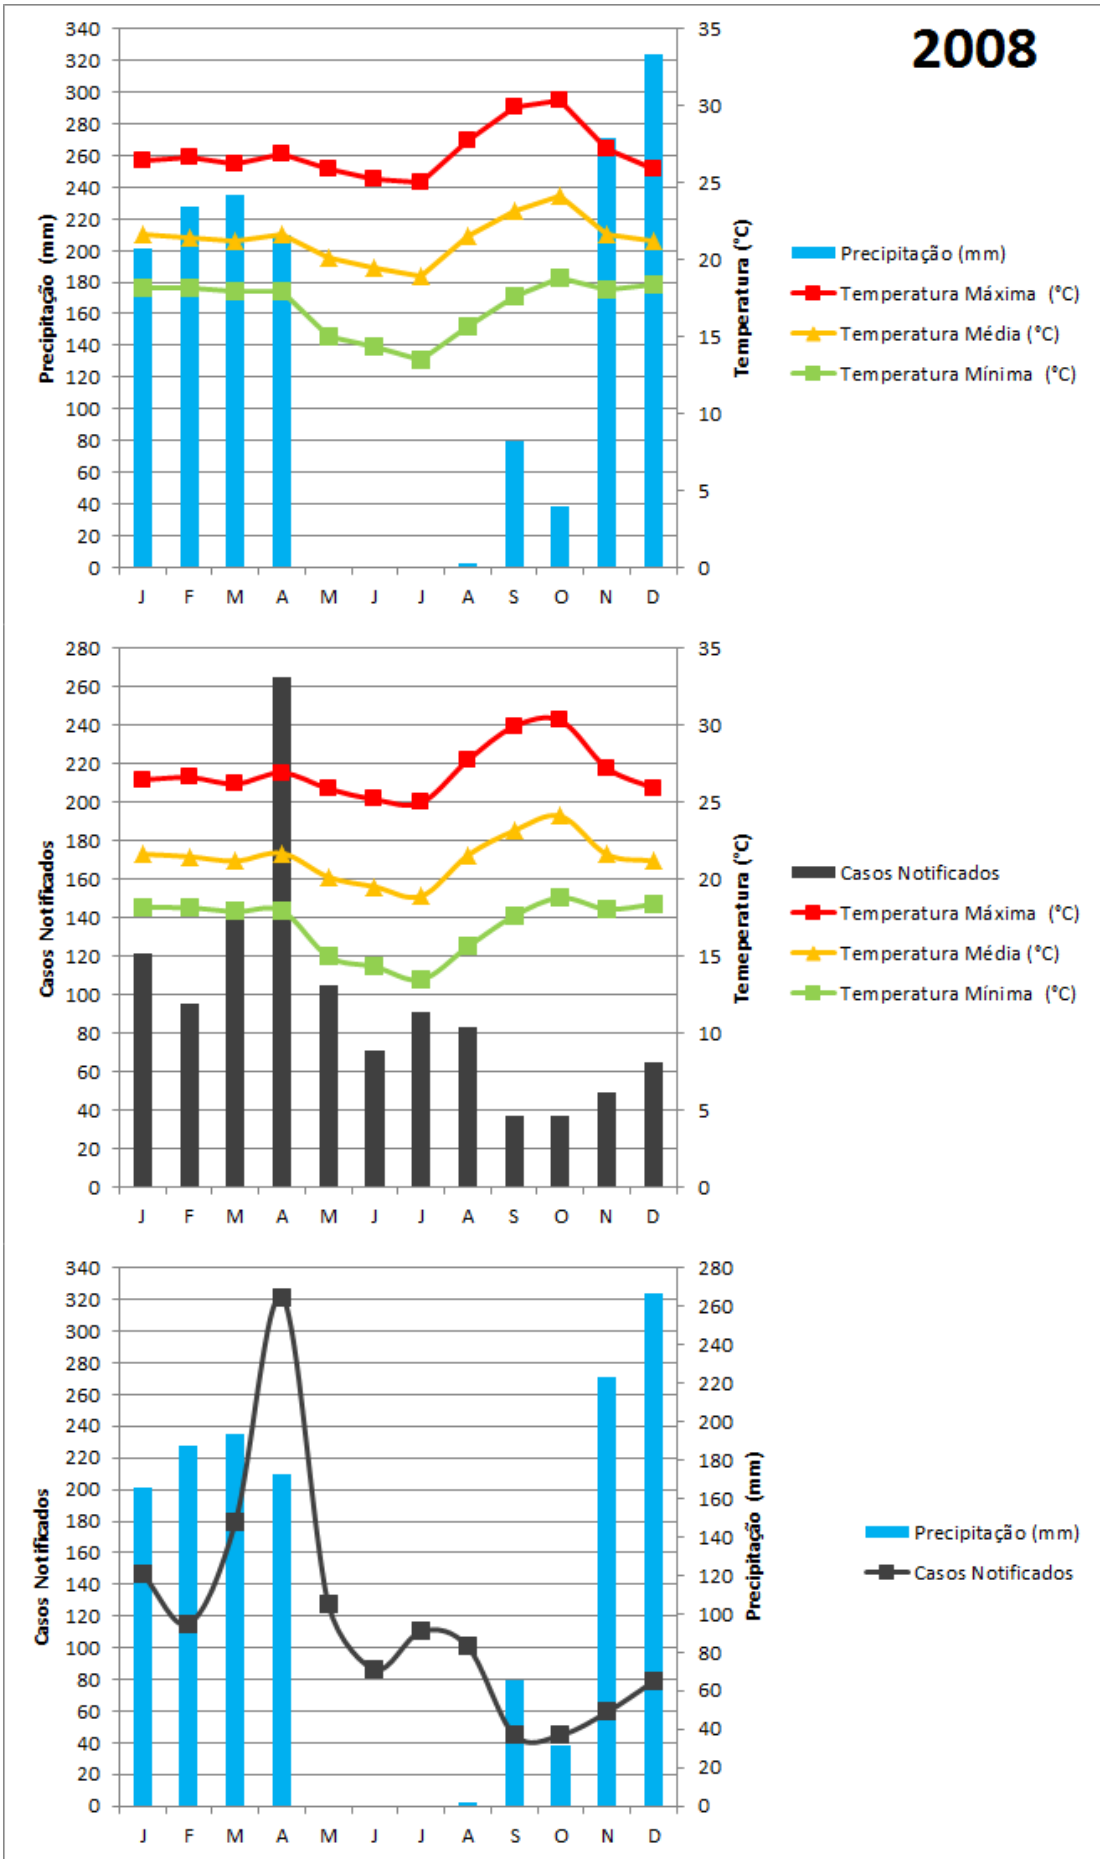 2008
340 35
320
300 30
280
260
240 25
220
200 20
180
160 15
140
120
100 10
80
60 5
40
20
0 0
Precipitação (mm)
Temperatura (°C)
J F M A M J J A S O N D
Precipitação (mm)
Temperatura Máxima (°C)
Temperatura Média (°C)
Temperatura Mínima (°C)
280 35
260
240 30
220
200 25
180
160 20
140
120 15
100
80 10
60
40 5
20
0 0
Casos Notificados
Temeperatura (°C)
J F M A M J J A S O N D
Casos Notificados
Temperatura Máxima (°C)
Temperatura Média (°C)
Temperatura Mínima (°C)
340 280
320 260
300 240
280 220
260 200
240 180
220 160
200 140
180 120
160 100
140 80
120 60
100 40
80 20
60 0
40
20
0
Casos Notificados
Precipitação (mm)
J F M A M J J A S O N D
Precipitação (mm)
Casos Notificados